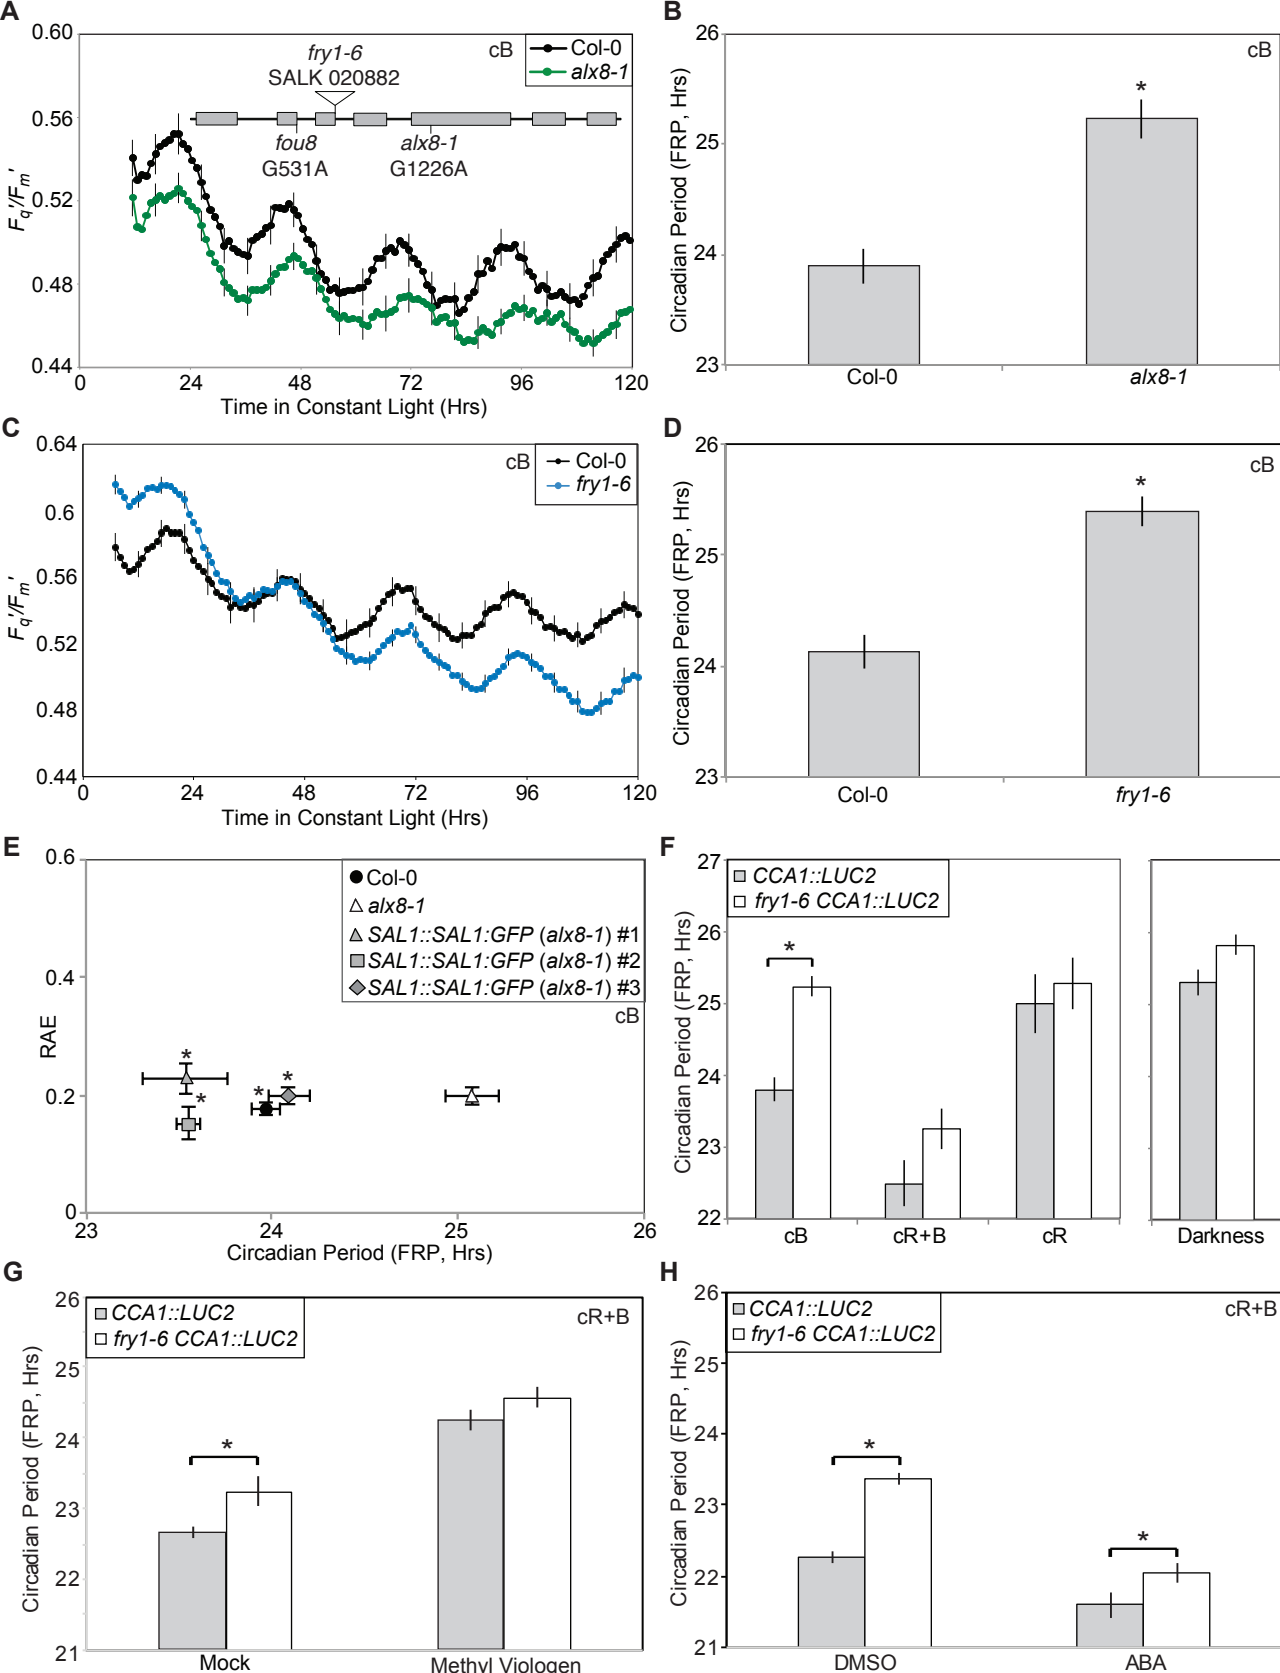 A
0.60
0.56
0.52
0.48
0.44
Fq'/Fm'
cB
Col-0
alx8-1
fry1-6
SALK 020882
fou8
G531A
alx8-1
G1226A
0
24
48
72
96
120
Time in Constant Light (Hrs)
B
26
25
24
23
Circadian Period (FRP, Hrs)
cB
*
Col-0
alx8-1
C
0.64
0.6
0.56
0.52
0.48
0.44
Fq'/Fm'
cB
Col-0
fry1-6
0
24
48
72
96
120
Time in Constant Light (Hrs)
D
26
25
24
23
Circadian Period (FRP, Hrs)
cB
*
Col-0
fry1-6
E
0.6
0.4
0.2
0
RAE
Col-0
alx8-1
SAL1::SAL1:GFP (alx8-1) #1
SAL1::SAL1:GFP (alx8-1) #2
SAL1::SAL1:GFP (alx8-1) #3
cB
*
*
*
*
23
24
25
26
Circadian Period (FRP, Hrs)
F
27
26
25
24
23
22
Circadian Period (FRP, Hrs)
CCA1::LUC2
fry1-6 CCA1::LUC2
*
cB
cR+B
cR
Darkness
G
26
25
24
23
22
21
Circadian Period (FRP, Hrs)
CCA1::LUC2
fry1-6 CCA1::LUC2
cR+B
*
Mock
Methyl Viologen
H
26
25
24
23
22
21
Circadian Period (FRP, Hrs)
CCA1::LUC2
fry1-6 CCA1::LUC2
cR+B
*
*
DMSO
ABA